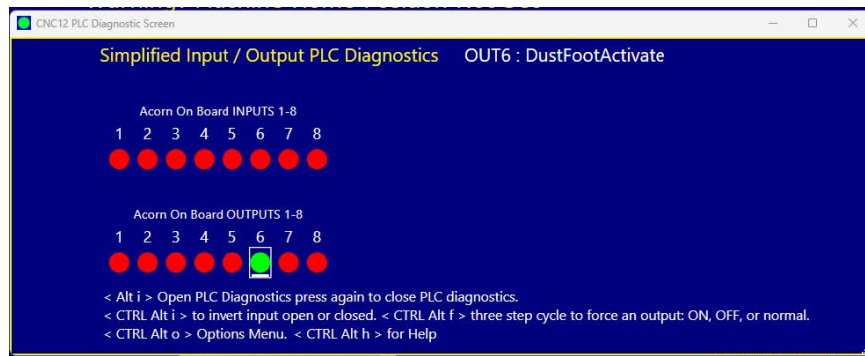 CNC12 PLC Diagnostic Screen
Simplified Input / Output PLC Diagnostics OUT6 : DustFootActivate
Acorn On Board INPUTS 1-8
1 2 3 4 5 6 7 8
Acorn On Board OUTPUTS 1-8
1 2 3 4 5 6 7 8
< Alt i > Open PLC Diagnostics press again to close PLC diagnostics.
< CTRL Alt i > to invert input open or closed. < CTRL Alt f > three step cycle to force an output: ON, OFF, or normal.
< CTRL Alt o > Options Menu. < CTRL Alt h > for Help